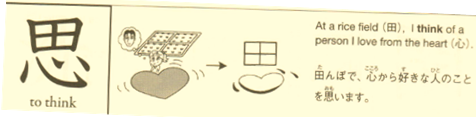 思
to think
At a rice field (田), I think of a
person I love from the heart (心).
田んぼで、心から好きな人のこと
を思います。